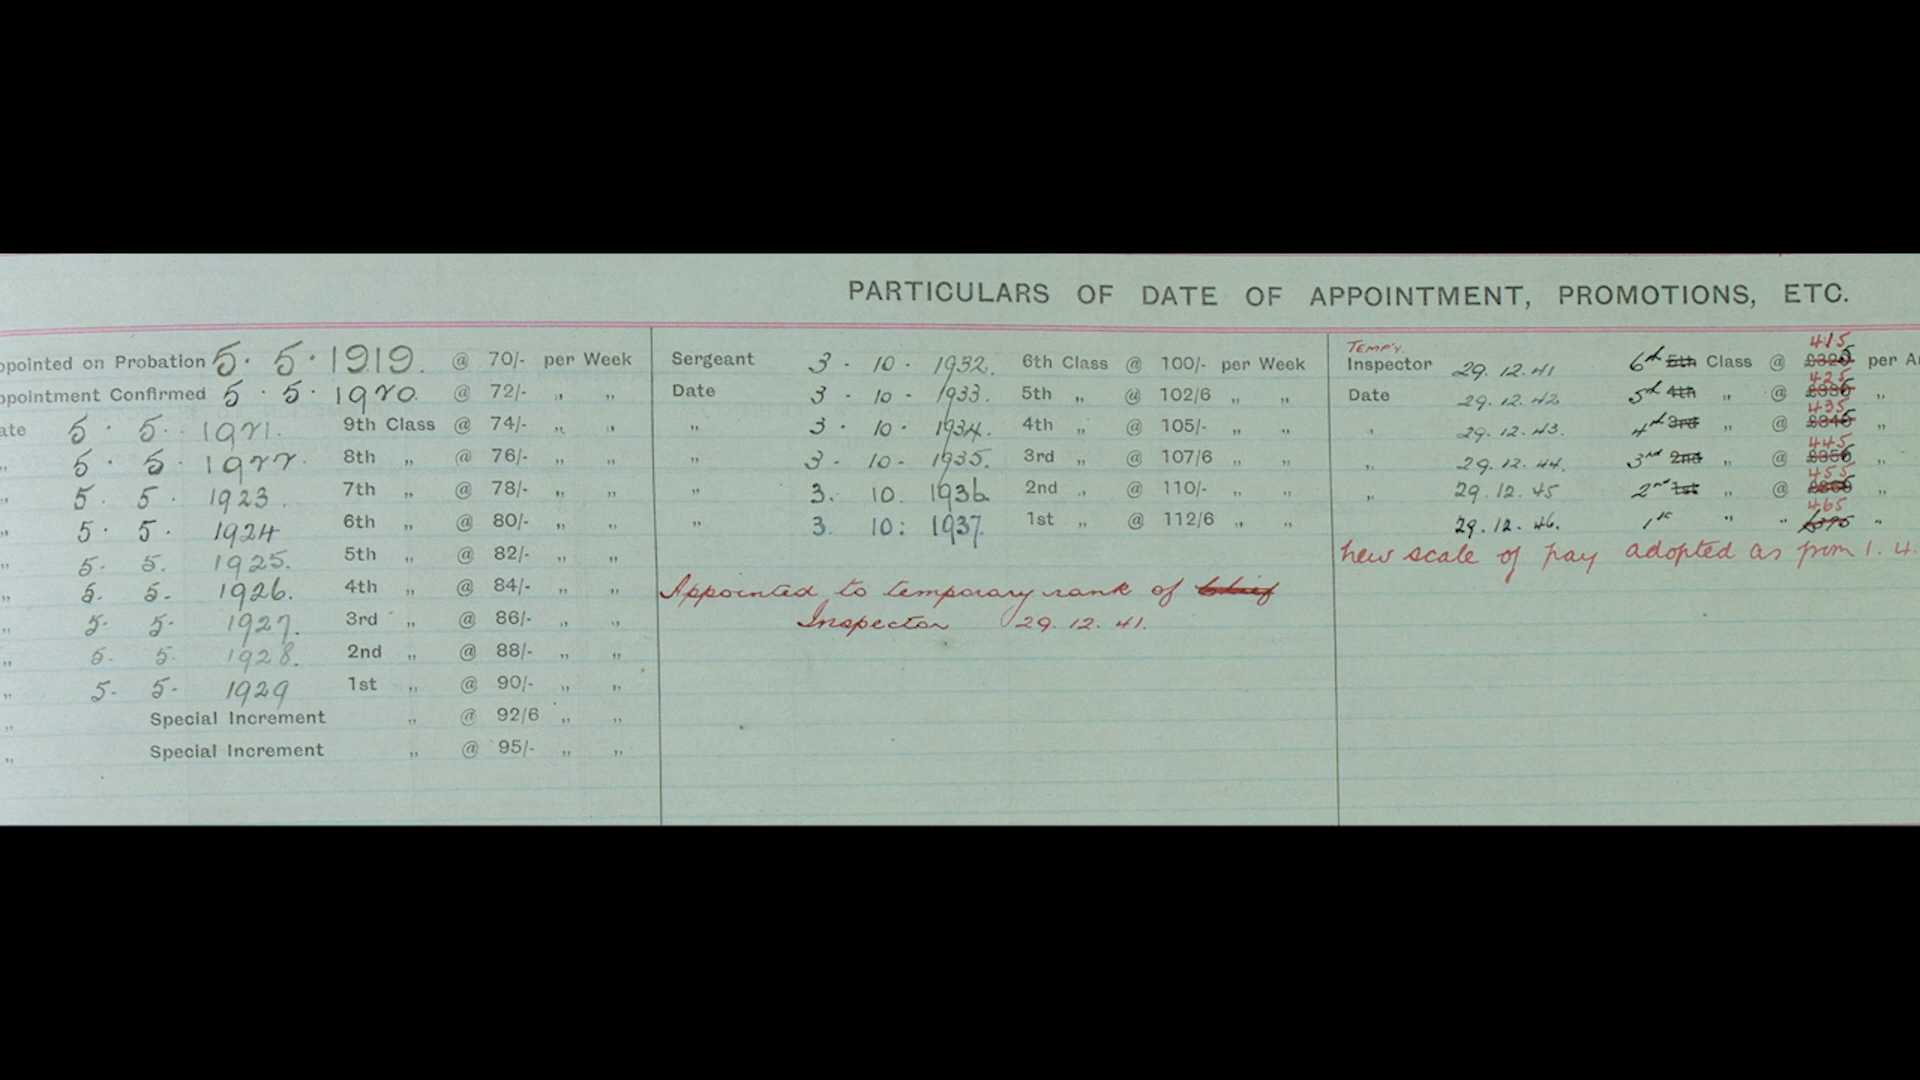 PARTICULARS OF DATE OF APPOINTMENT, PROMOTIONS, ETC.
ppointed on Probation 5 . 5 . 1919. @ 70/- per Week
ppointment Confirmed 5 . 5 . 1920. @ 72/- „ „
ate 5 . 5 . 1921. 9th Class @ 74/- „ „
„ 5 . 5 . 1922. 8th „ @ 76/- „ „
„ 5. 5. 1923. 7th „ @ 78/- „ „
„ 5. 5. 1924 6th „ @ 80/- „ „
„ 5. 5. 1925. 5th „ @ 82/- „ „
„ 5. 5. 1926. 4th „ @ 84/- „ „
„ 5. 5. 1927. 3rd „ @ 86/- „ „
„ 5. 5. 1928. 2nd „ @ 88/- „ „
„ 5. 5. 1929 1st „ @ 90/- „ „
„ Special Increment „ @ 92/6 „ „
„ Special Increment „ @ 95/- „ „
Sergeant 3 . 10 . 1932. 6th Class @ 100/- per Week
Date 3 . 10 . 1933. 5th „ @ 102/6 „ „
„ 3 . 10 . 1934. 4th „ @ 105/- „ „
„ 3 . 10 . 1935. 3rd „ @ 107/6 „ „
„ 3. 10. 1936 2nd „ @ 110/- „ „
„ 3. 10: 1937. 1st „ @ 112/6 „ „
Appointed to temporary rank of Chief
Inspector 29. 12. 41.
TEMPY. 415
Inspector 29. 12. 41 6th 5th Class @ per A
425
Date 29. 12. 42 5th 4th „ @ „
435
„ 29. 12. 43. 4th 3rd „ @ „
445
„ 29. 12. 44. 3rd 2nd „ @ „
455
„ 29. 12. 45 2nd 1st „ @ „
465
29. 12. 46. 1st „ „ „
New scale of pay adopted as from 1. 4.